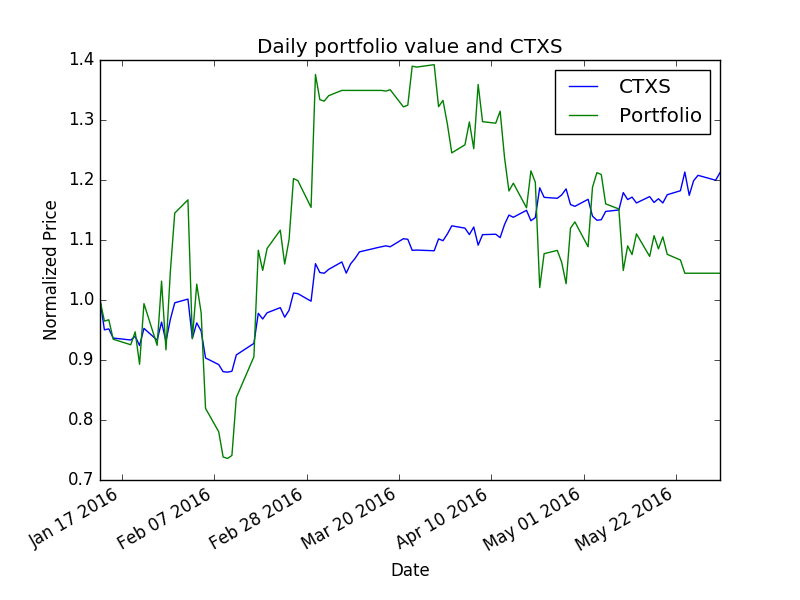 Daily portfolio value and CTXS
1.4
1.3
1.2
1.1
1.0
0.9
0.8
0.7
Normalized Price
CTXS
Portfolio
Jan 17 2016
Feb 07 2016
Feb 28 2016
Mar 20 2016
Apr 10 2016
May 01 2016
May 22 2016
Date